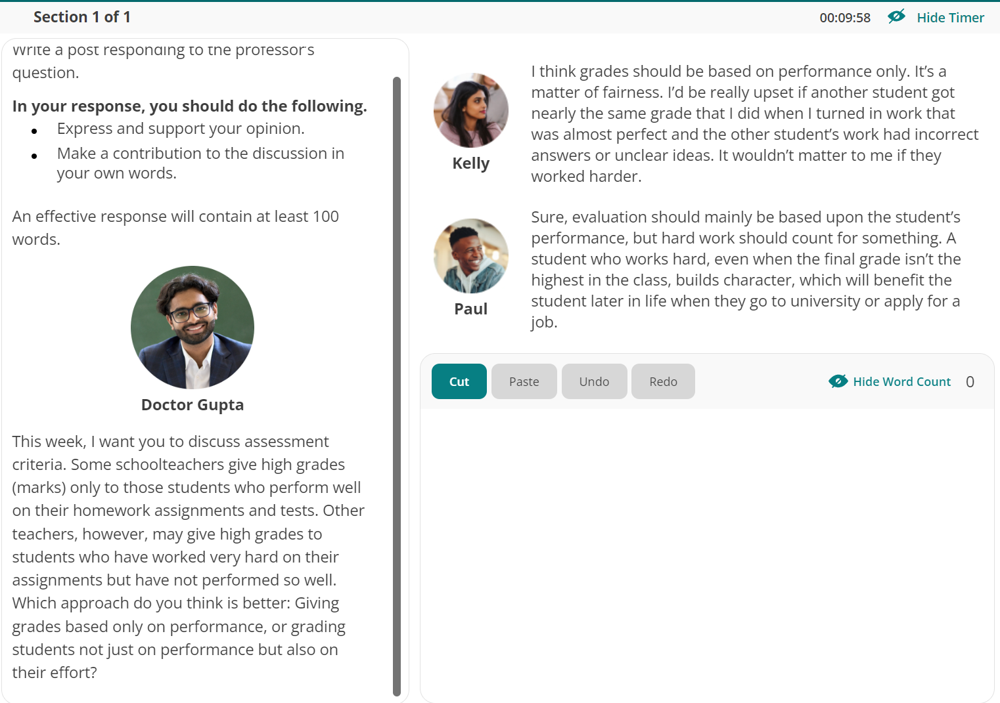 Section 1 of 1
00:09:58
Hide Timer
Write a post responding to the professor's
question.
In your response, you should do the following.
• Express and support your opinion.
• Make a contribution to the discussion in
your own words.
An effective response will contain at least 100
words.
Doctor Gupta
This week, I want you to discuss assessment
criteria. Some schoolteachers give high grades
(marks) only to those students who perform well
on their homework assignments and tests. Other
teachers, however, may give high grades to
students who have worked very hard on their
assignments but have not performed so well.
Which approach do you think is better: Giving
grades based only on performance, or grading
students not just on performance but also on
their effort?
I think grades should be based on performance only. It’s a
matter of fairness. I’d be really upset if another student got
nearly the same grade that I did when I turned in work that
was almost perfect and the other student’s work had incorrect
answers or unclear ideas. It wouldn’t matter to me if they
worked harder.
Kelly
Sure, evaluation should mainly be based upon the student’s
performance, but hard work should count for something. A
student who works hard, even when the final grade isn’t the
highest in the class, builds character, which will benefit the
student later in life when they go to university or apply for a
job.
Paul
Cut
Paste
Undo
Redo
Hide Word Count
0